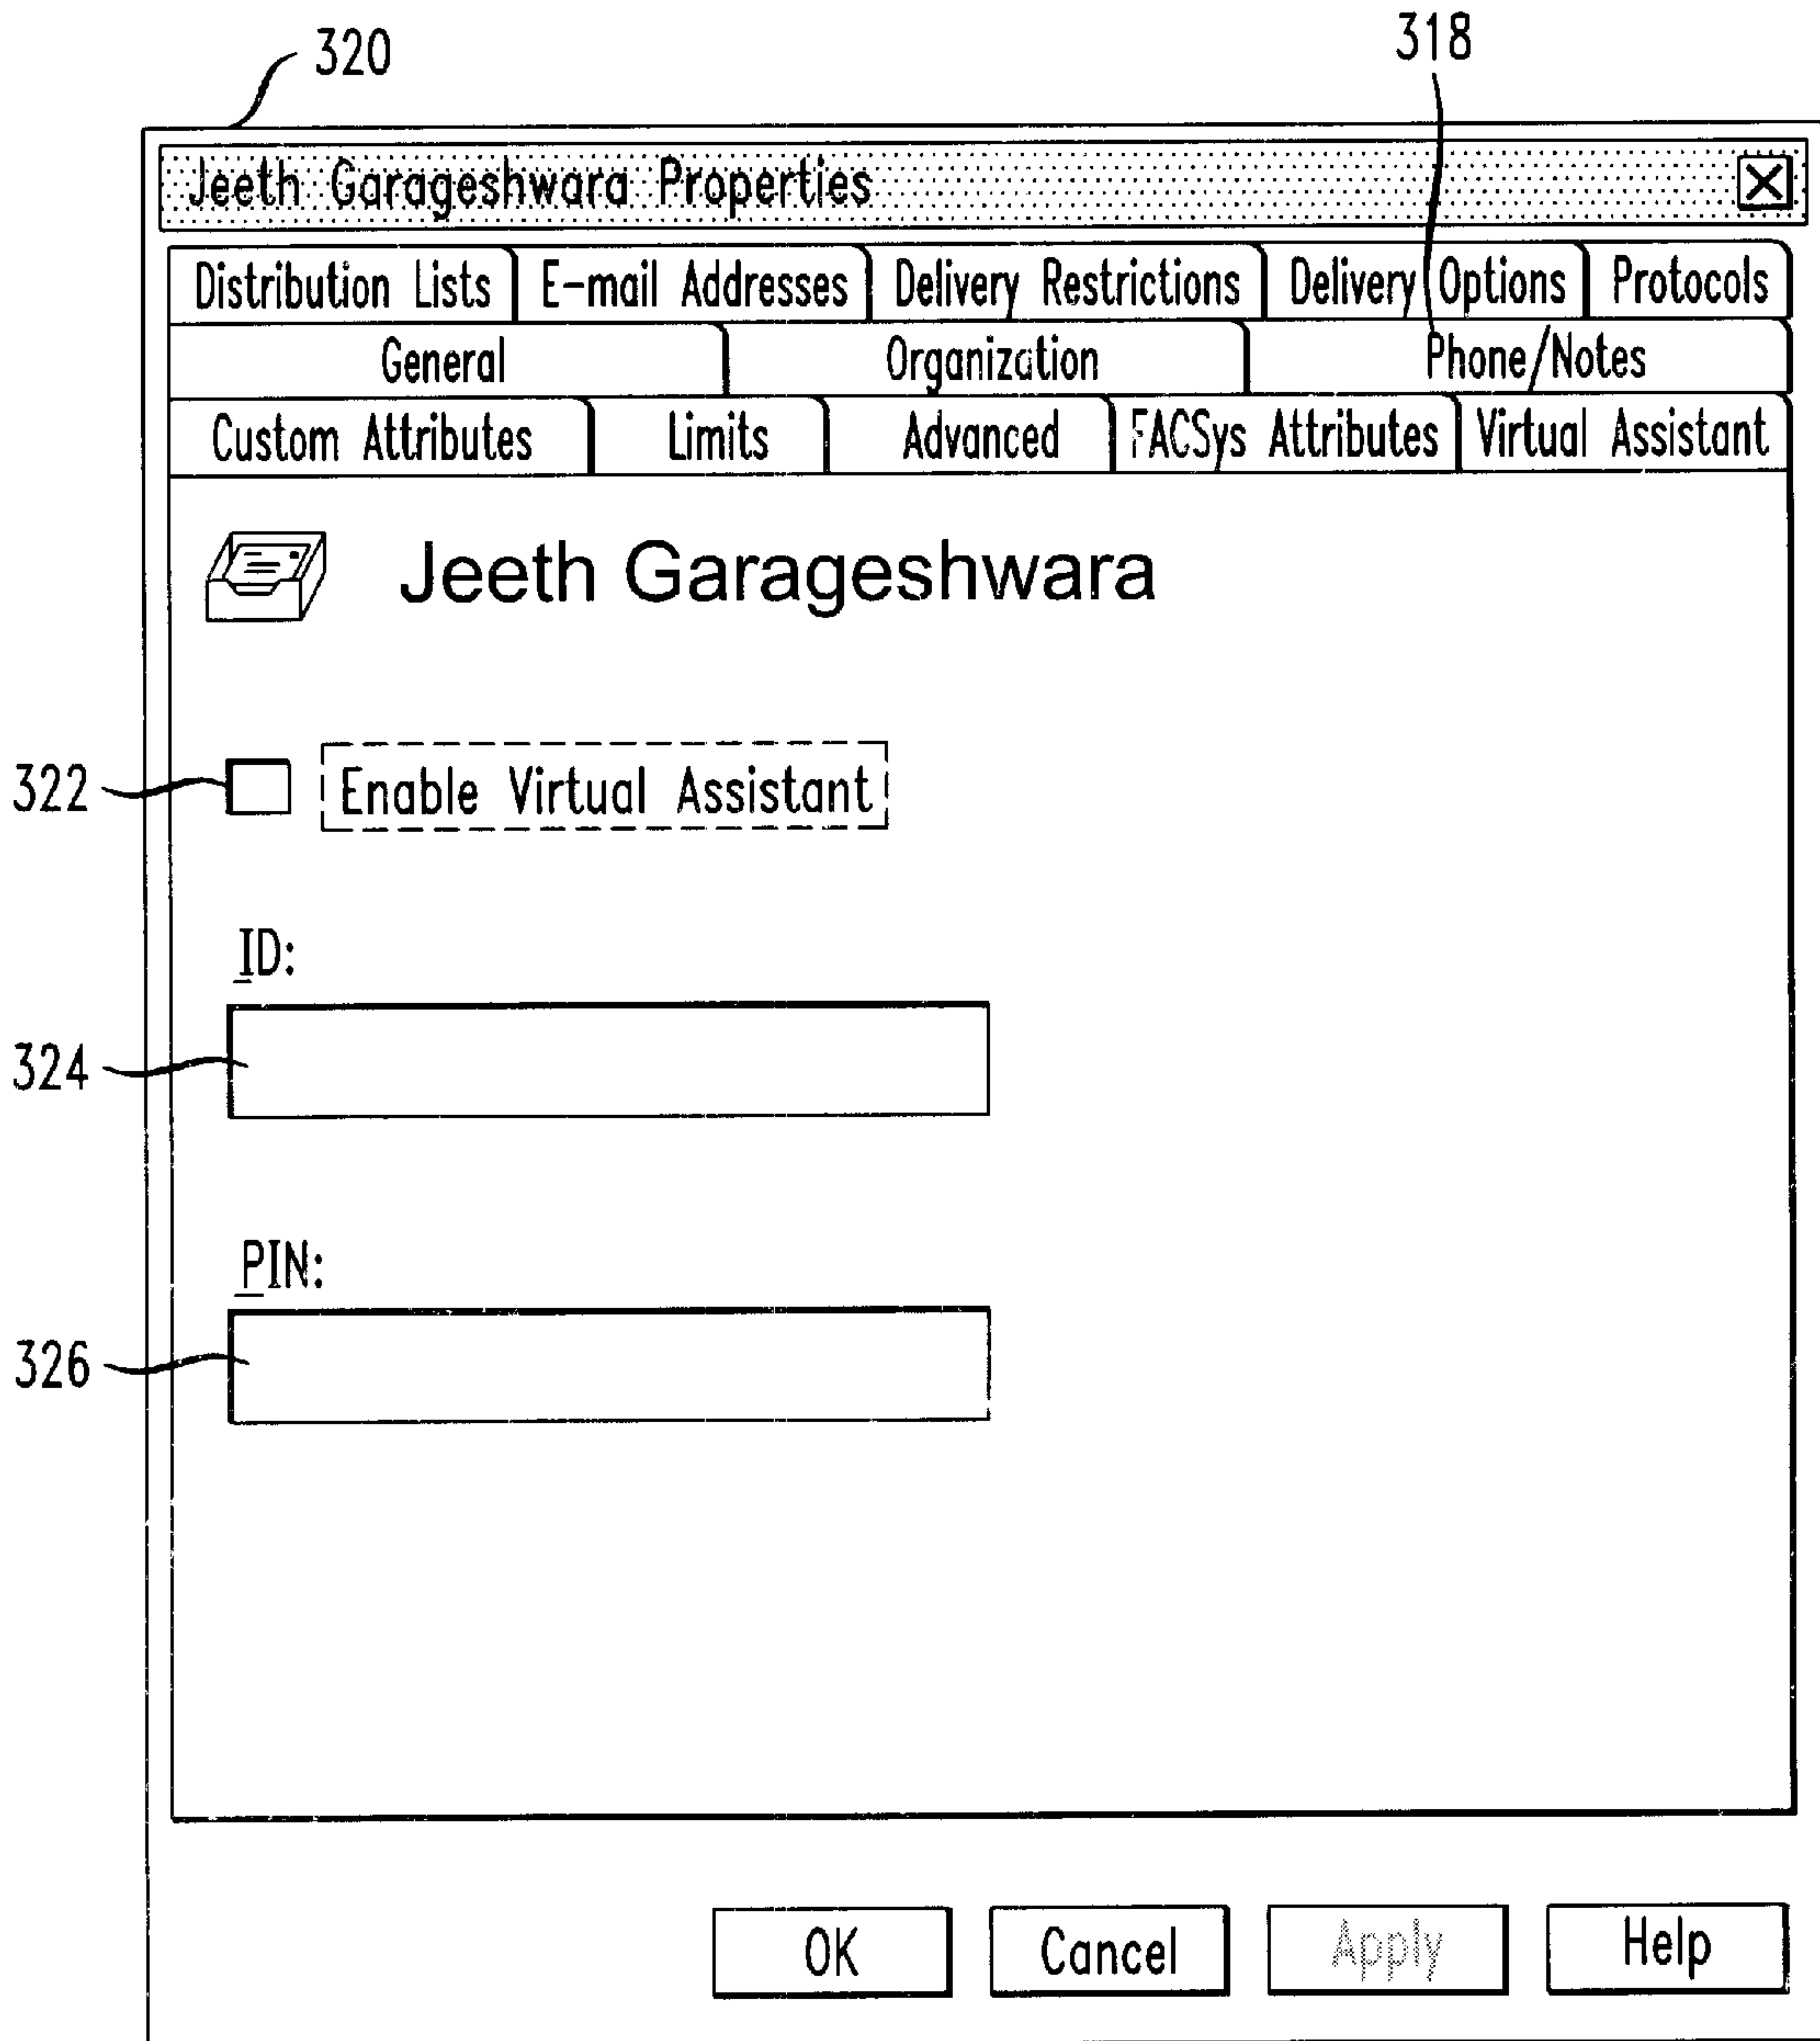 320
318
Jeeth Garageshwara Properties
Distribution Lists E-mail Addresses Delivery Restrictions Delivery Options Protocols
General Organization Phone/Notes
Custom Attributes Limits Advanced FACSys Attributes Virtual Assistant
Jeeth Garageshwara
322
Enable Virtual Assistant
ID:
324
PIN:
326
OK Cancel Apply Help